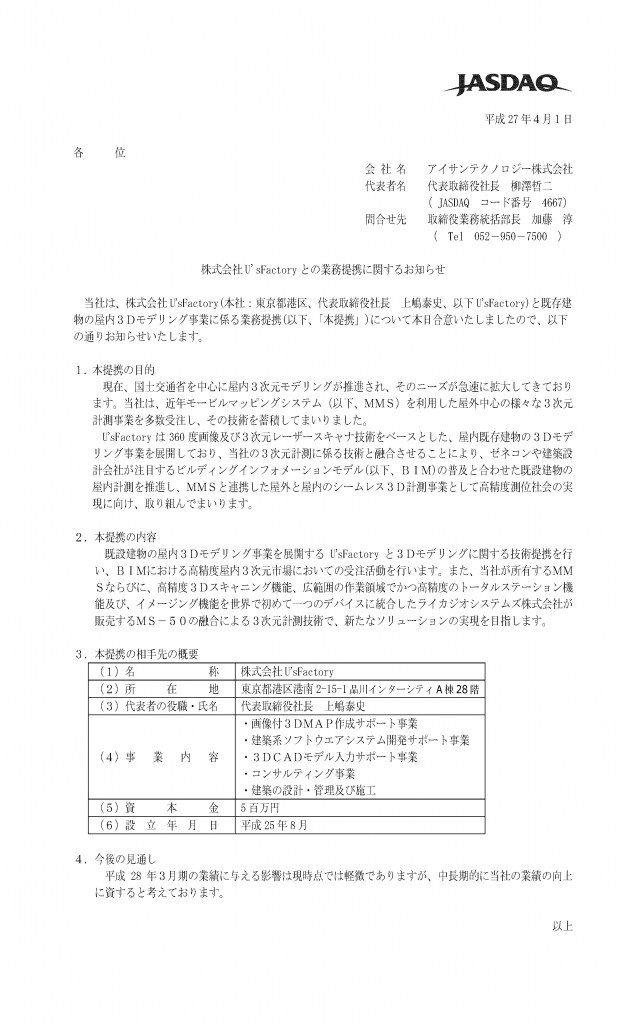 JASDAQ
平成27年4月1日
各　　位
会 社 名　アイサンテクノロジー株式会社
代表者名　代表取締役社長　柳澤哲二
( JASDAQ　コード番号　4667)
問合せ先　取締役業務統括部長　加藤　淳
(　Tel　052－950－7500　)
株式会社U'sFactoryとの業務提携に関するお知らせ
当社は、株式会社U'sFactory(本社：東京都港区、代表取締役社長　上嶋泰史、以下U'sFactory)と既存建
物の屋内３Ｄモデリング事業に係る業務提携(以下、「本提携」)について本日合意いたしましたので、以下
の通りお知らせいたします。
１．本提携の目的
現在、国土交通省を中心に屋内３次元モデリングが推進され、そのニーズが急速に拡大してきており
ます。当社は、近年モービルマッピングシステム（以下、ＭＭＳ）を利用した屋外中心の様々な３次元
計測事業を多数受注し、その技術を蓄積してまいりました。
U'sFactoryは360度画像及び３次元レーザースキャナ技術をベースとした、屋内既存建物の３Ｄモデ
リング事業を展開しており、当社の３次元計測に係る技術と融合させることにより、ゼネコンや建築設
計会社が注目するビルディングインフォメーションモデル(以下、ＢＩＭ)の普及と合わせた既設建物の
屋内計測を推進し、ＭＭＳと連携した屋外と屋内のシームレス３Ｄ計測事業として高精度測位社会の実
現に向け、取り組んでまいります。
２．本提携の内容
既設建物の屋内３Ｄモデリング事業を展開する U'sFactory と３Ｄモデリングに関する技術提携を行
い、ＢＩＭにおける高精度屋内３次元市場においての受注活動を行います。また、当社が所有するＭＭ
Ｓならびに、高精度３Ｄスキャニング機能、広範囲の作業領域でかつ高精度のトータルステーション機
能及び、イメージング機能を世界で初めて一つのデバイスに統合したライカジオシステムズ株式会社が
販売するＭＳ－５０の融合による３次元計測技術で、新たなソリューションの実現を目指します。
３．本提携の相手先の概要
（１）名　　　　　称　株式会社U'sFactory
（２）所　　在　　地　東京都港区港南2-15-1品川インターシティA棟28階
（３）代表者の役職・氏名　代表取締役社長　上嶋泰史
・画像付３ＤＭＡＰ作成サポート事業
・建築系ソフトウエアシステム開発サポート事業
（４）事　業　内　容　・３ＤＣＡＤモデル入力サポート事業
・コンサルティング事業
・建築の設計・管理及び施工
（５）資　　本　　金　５百万円
（６）設　立　年　月　日　平成25年８月
４．今後の見通し
平成 28 年３月期の業績に与える影響は現時点では軽微でありますが、中長期的に当社の業績の向上
に資すると考えております。
以上